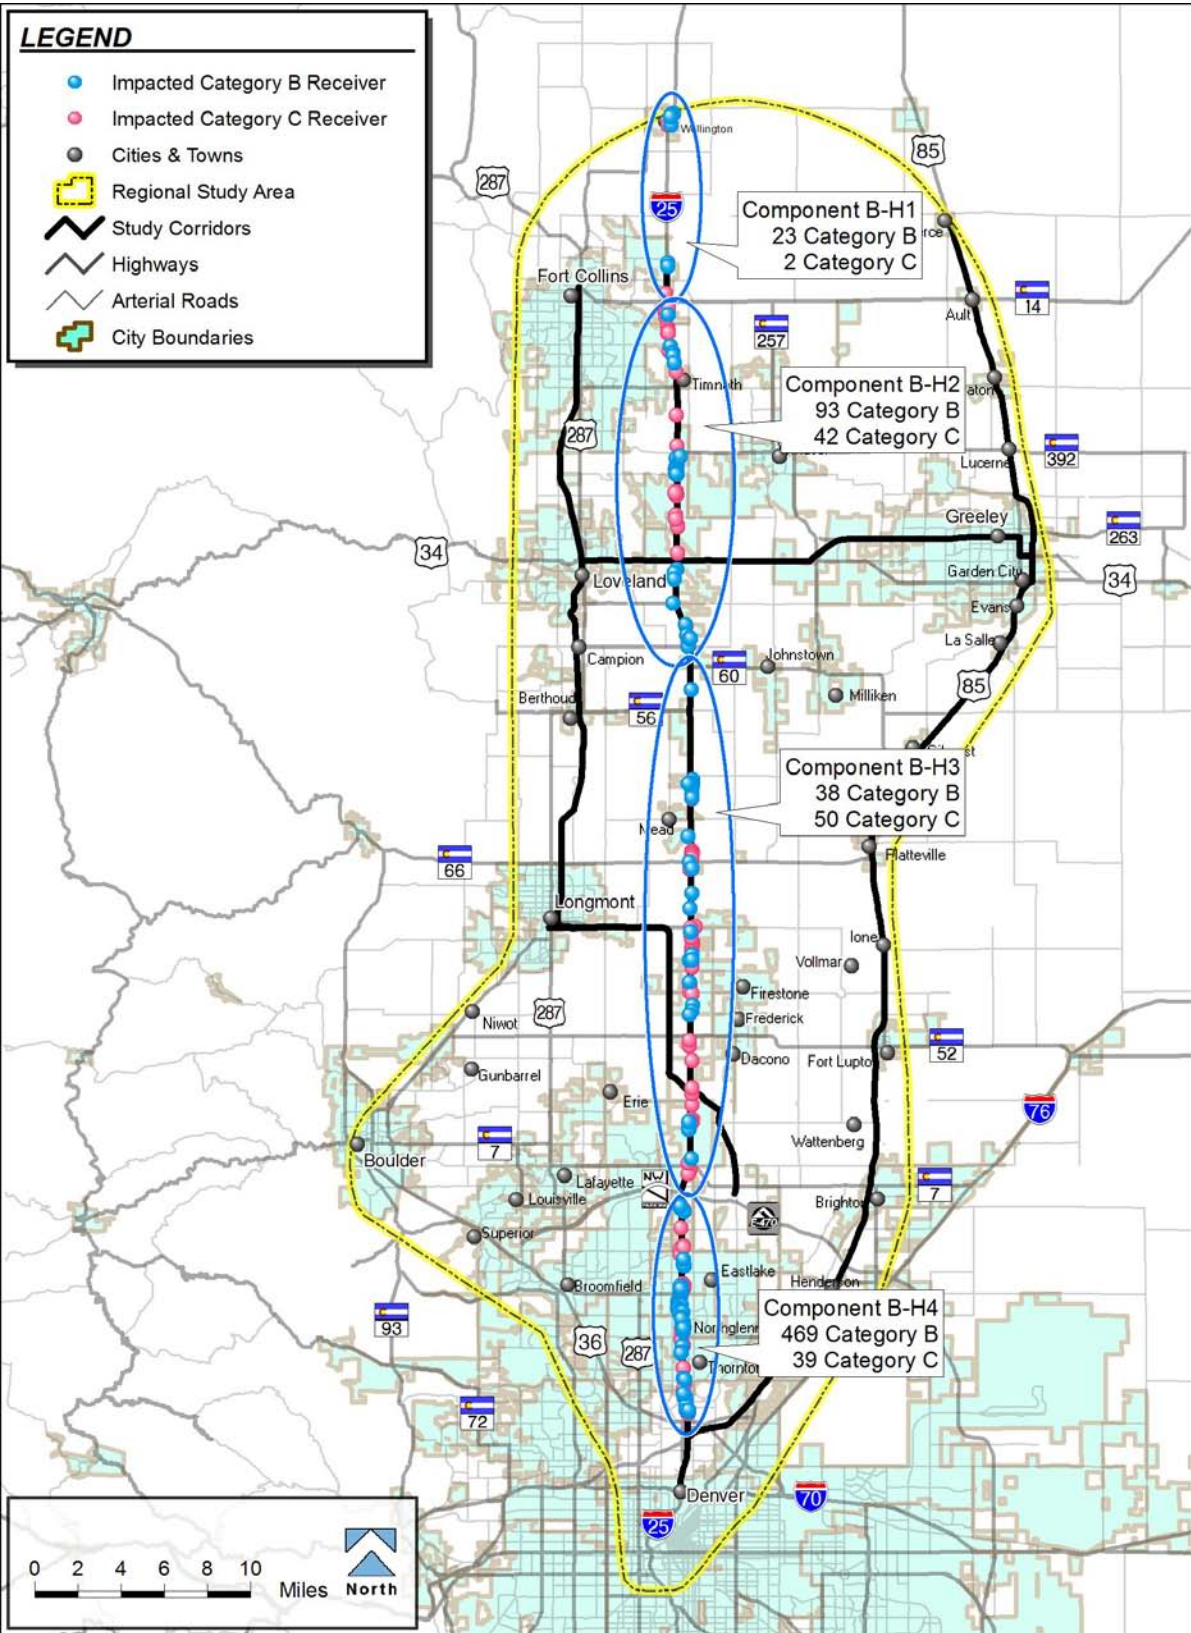 LEGEND
Impacted Category B Receiver
Impacted Category C Receiver
Cities & Towns
Regional Study Area
Study Corridors
Highways
Arterial Roads
City Boundaries
Wellington
85
287
25
Component B-H1
23 Category B
2 Category C
rce
Fort Collins
14
Ault
257
Timnath
Component B-H2
93 Category B
42 Category C
aton
287
392
Lucerne
Greeley
263
34
Loveland
Garden City
34
Evans
La Salle
Campion
60
Johnstown
85
Berthoud
56
Milliken
Component B-H3
38 Category B
50 Category C
Mead
66
Platteville
Longmont
Ione
Vollmar
Firestone
Niwot
287
Frederick
52
Dacono
Fort Lupto
Gunbarrel
Erie
76
Wattenberg
7
Boulder
Lafayette
NW
7
Louisville
Brighton
E-470
Superior
Eastlake
Broomfield
Henderson
Component B-H4
469 Category B
39 Category C
93
36
287
Northglenn
Thornton
72
Denver
70
25
0 2 4 6 8 10
Miles
North